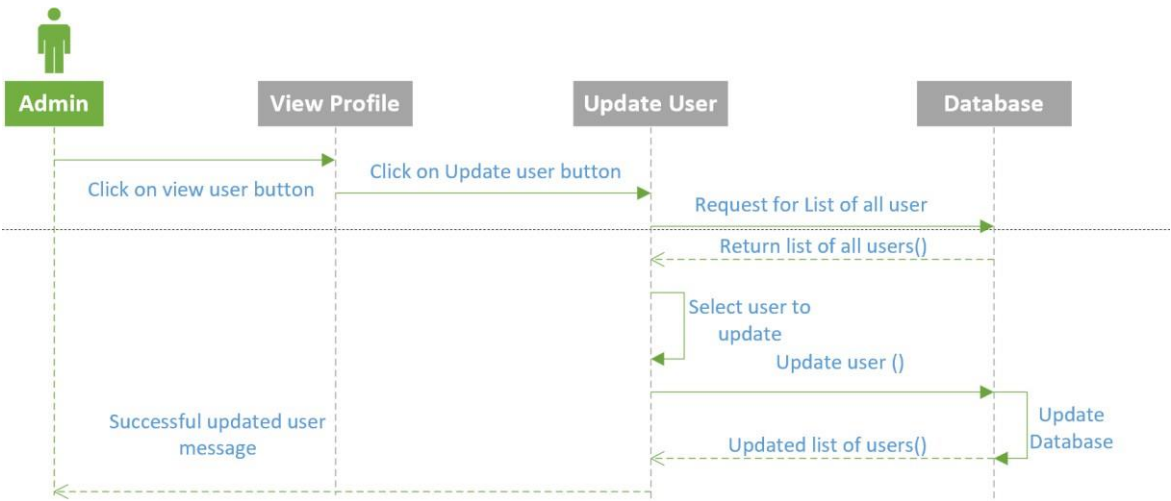 Admin
View Profile
Update User
Database
Click on view user button
Click on Update user button
Request for List of all user
Return list of all users()
Select user to
update
Update user ()
Update
Database
Successful updated user
message
Updated list of users()